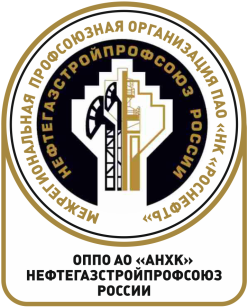 МЕЖРЕГИОНАЛЬНАЯ ПРОФСОЮЗНАЯ ОРГАНИЗАЦИЯ ПАО «НК «РОСНЕФТЬ»
НЕФТЕГАЗСТРОЙПРОФСОЮЗ РОССИИ
ОППО АО «АНХК»
НЕФТЕГАЗСТРОЙПРОФСОЮЗ
РОССИИ